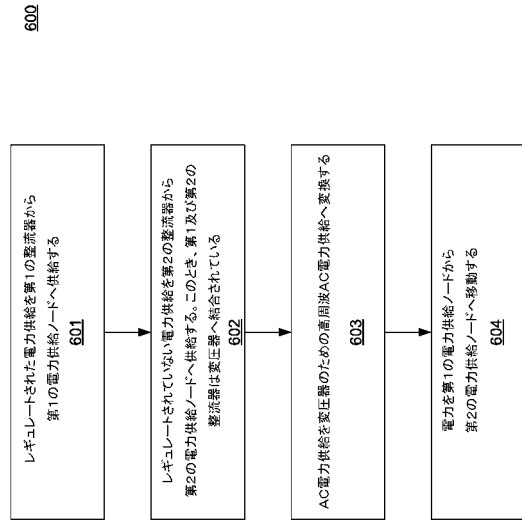 600
レギュレートされた電力供給を第1の整流器から
第1の電力供給ノードへ供給する
601
レギュレートされていない電力供給を第2の整流器から
第2の電力供給ノードへ供給する。このとき、第1及び第2の
整流器は変圧器へ結合されている
602
AC電力供給を変圧器のための高周波AC電力供給へ変換する
603
電力を第1の電力供給ノードから
第2の電力供給ノードへ移動する
604